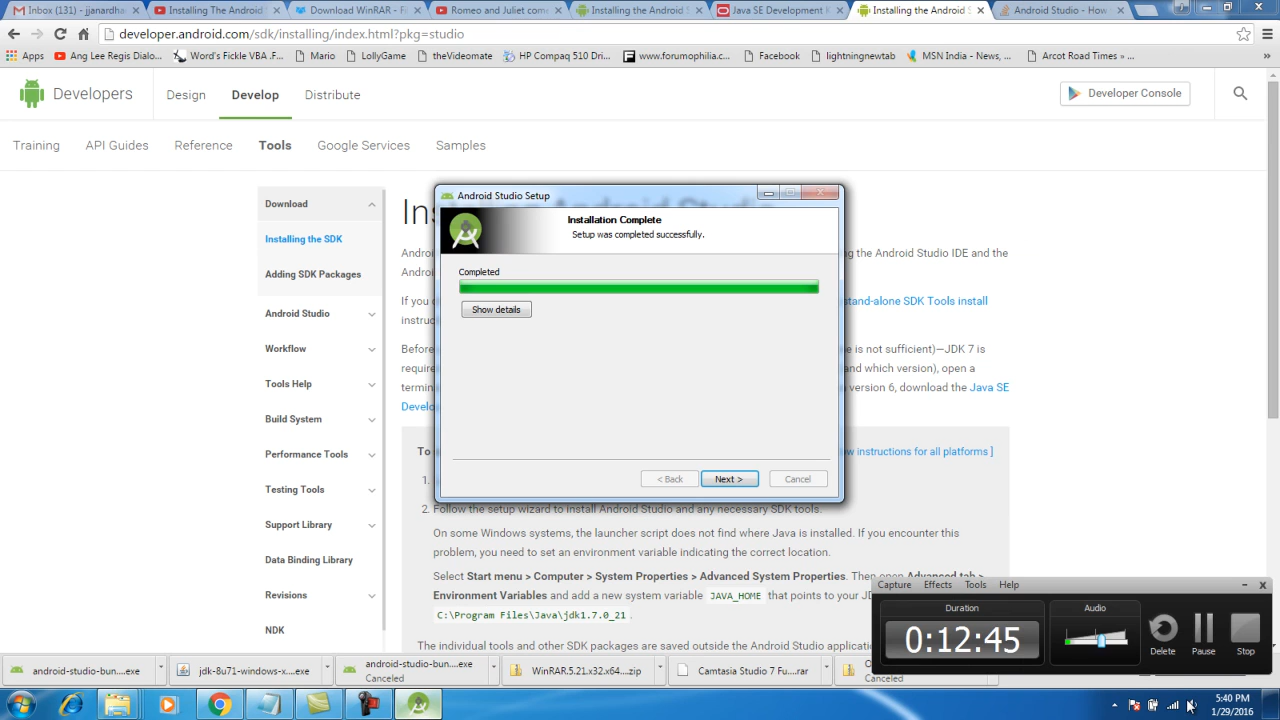 Inbox (131) - jjanarдhan
Installing The Android
Download WinRAR - P
Romeo and Juliet come
Installing the Android S
Java SE Development K
Installing the Android S
Android Studio - How
developer.android.com/sdk/installing/index.html?pkg=studio
Apps
Ang Lee Regis Dialo...
Word's Fickle VBA .F...
Mario
LollyGame
theVideomate
HP Compaq 510 Dri...
www.forumophilia.c...
Facebook
lightningnewtab
MSN India - News, ...
Arcot Road Times » ...
»
Developers
Design
Develop
Distribute
Developer Console
Training
API Guides
Reference
Tools
Google Services
Samples
Download
Installing the SDK
Adding SDK Packages
Android Studio
Workflow
Tools Help
Build System
Performance Tools
Testing Tools
Support Library
Data Binding Library
Revisions
NDK
Android Studio Setup
Installation Complete
Setup was completed successfully.
Completed
Show details
< Back
Next >
Cancel
g the Android Studio IDE and the
If you
stand-alone SDK Tools install
Before
e is not sufficient)—JDK 7 is
and which version), open a
version 6, download the Java SE
To
w instructions for all platforms ]
1.
2. Follow the setup wizard to install Android Studio and any necessary SDK tools.
On some Windows systems, the launcher script does not find where Java is installed. If you encounter this
problem, you need to set an environment variable indicating the correct location.
Select Start menu > Computer > System Properties > Advanced System Properties. Then open Advanced tab >
Environment Variables and add a new system variable JAVA_HOME that points to your JD
C:\Program Files\Java\jdk1.7.0_21 .
The individual tools and other SDK packages are saved outside the Android Studio application
Capture
Effects
Tools
Help
Duration
0:12:45
Audio
Delete
Pause
Stop
android-studio-bun....exe
jdk-8u71-windows-x....exe
android-studio-bun....exe
Canceled
WinRAR.5.21.x32.x64....zip
Camtasia Studio 7 Fu....rar
Canceled
5:40 PM
1/29/2016